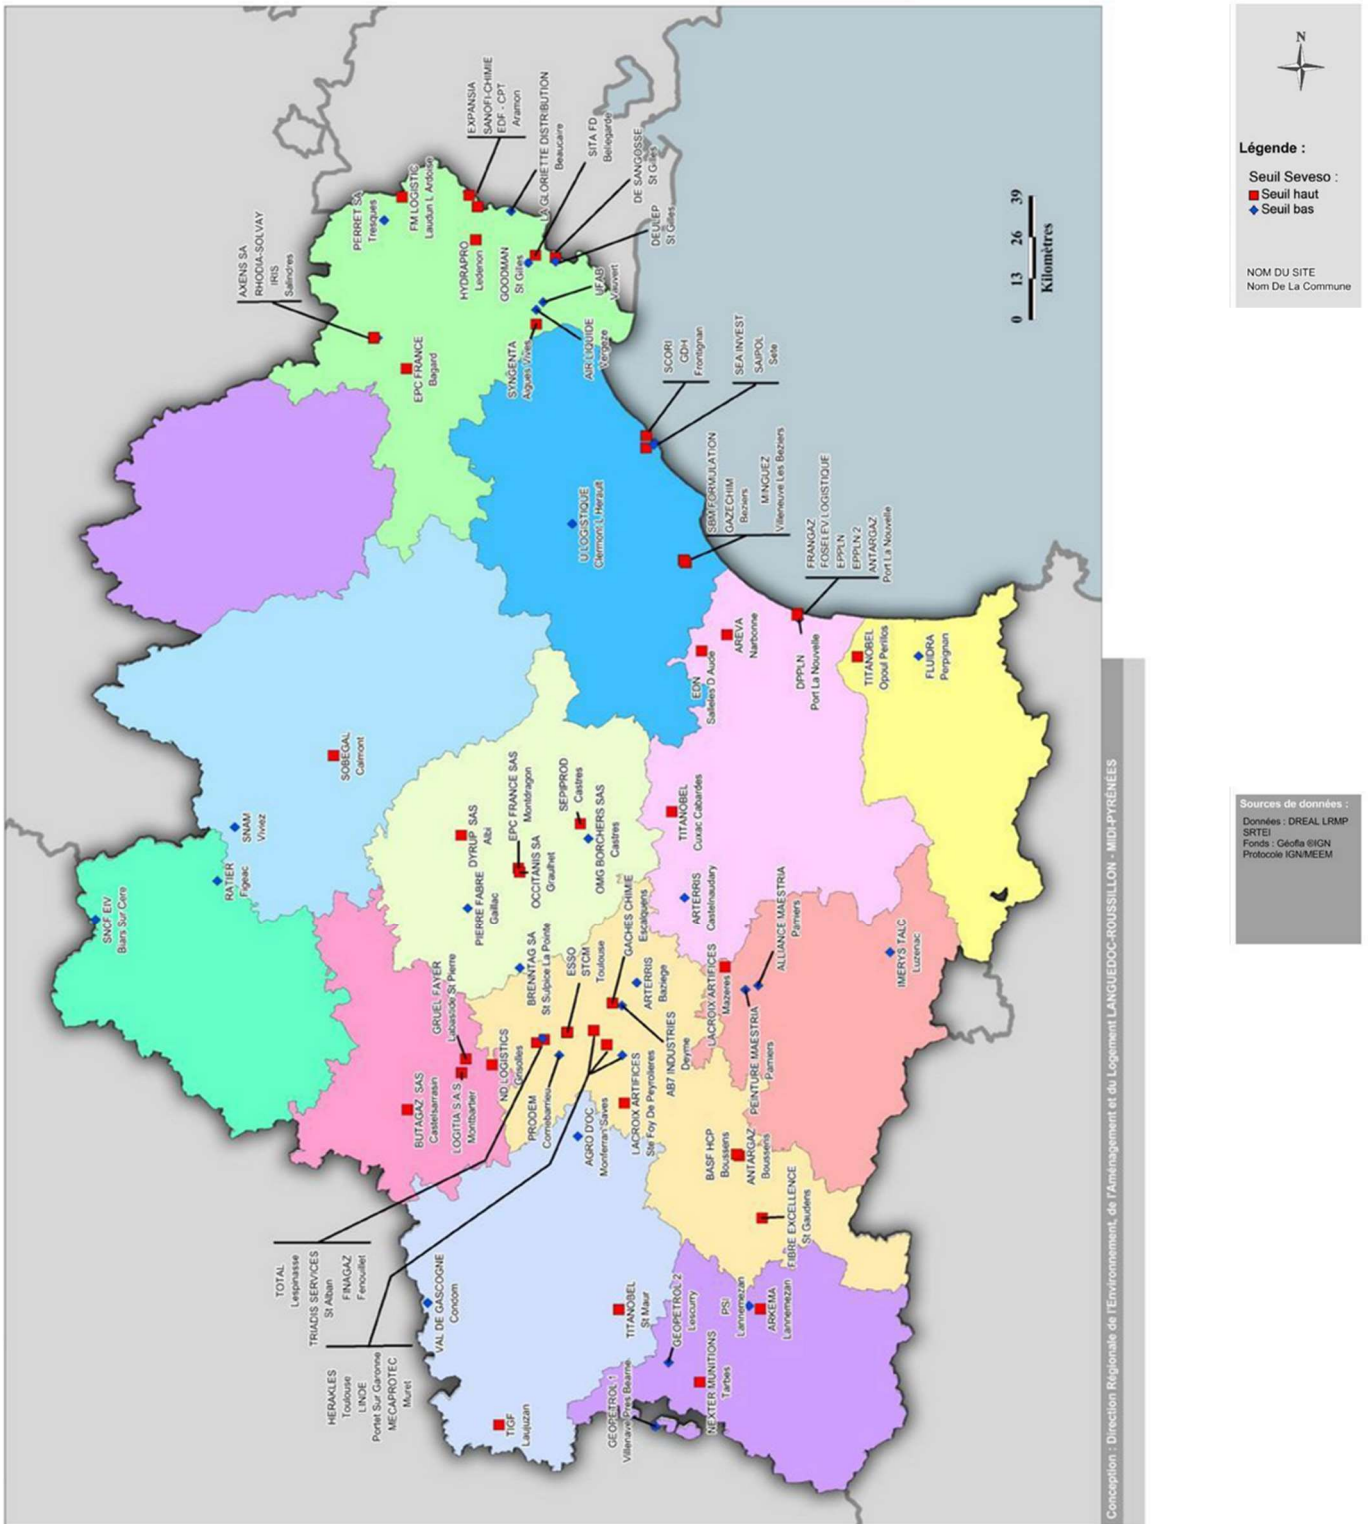 EXPANSIA
SANOFI-CHIMIE
EDF - CPT
Aramon
LA GLORIETTE DISTRIBUTION
Beaucaire
SITA FD
Bellegarde
DE SANGOSSE
St Gilles
DEULEP
St Gilles
PERRET SA
Tresques
FM LOGISTIC
Laudun L Ardoise
AXENS SA
RHODIA-SOLVAY
IRIS
Salindres
HYDRAPRO
Ledenon
GOODMAN
St Gilles
UFAB
Vauvert
EPC FRANCE
Bagard
SYNGENTA
Aigues Vives
AIR LIQUIDE
Vergeze
SCORI
GDH
Frontignan
SEA INVEST
SAIPOL
Sete
U LOGISTIQUE
Clermont L Herault
SBM FORMULATION
GAZECHIM
Beziers
MINGUEZ
Villeneuve Les Beziers
FRANGAZ
FOSELEV LOGISTIQUE
EPPLN
EPPLN 2
ANTARGAZ
Port La Nouvelle
EDN
Salleles D Aude
AREVA
Narbonne
DPPLN
Port La Nouvelle
TITANOBEL
Opoul Perillos
FLUIDRA
Perpignan
SOBEGAL
Calmont
SNAM
Viviez
RATIER
Figeac
SNCF EIV
Biars Sur Cere
DYRUP SAS
Albi
EPC FRANCE SAS
Montdragon
SEPIPROD
Castres
PIERRE FABRE
Gaillac
OCCITANIS SA
Graulhet
OMG BORCHERS SAS
Castres
TITANOBEL
Cuxac Cabardes
ARTERRIS
Castelnaudary
ALLIANCE MAESTRIA
Pamiers
IMERYS TALC
Luzenac
BRENNTAG SA
St Sulpice La Pointe
ESSO
STCM
Toulouse
GACHES CHIMIE
Escalquens
ARTERRIS
Baziege
LACROIX ARTIFICES
Mazeres
GRUEL FAYER
Labastide St Pierre
BUTAGAZ SAS
Castelsarrasin
LOGITIA S.A.S
Montbartier
ND LOGISTICS
Grisolles
PRODEM
Cornebarrieu
AGRO D'OC
Monferran Saves
LACROIX ARTIFICES
Ste Foy De Peyrolieres
AB7 INDUSTRIES
Deyme
PEINTURE MAESTRIA
Pamiers
BASF HCP
Boussens
ANTARGAZ
Boussens
FIBRE EXCELLENCE
St Gaudens
TOTAL
Lespinasse
TRIADIS SERVICES
St Alban
FINAGAZ
Fenouillet
HERAKLES
Toulouse
LINDE
Portet Sur Garonne
MECAPROTEC
Muret
VAL DE GASCOGNE
Condom
TITANOBEL
St Maur
TIGF
Laujuzan
GEOPETROL 1
Villenave Pres Bearn
GEOPETROL 2
Lescurry
NEXTER MUNITIONS
Tarbes
PSI
Lannemezan
ARKEMA
Lannemezan
0 13 26 39
Kilomètres
Conception : Direction Régionale de l'Environnement, de l'Aménagement et du Logement LANGUEDOC-ROUSSILLON - MIDI-PYRÉNÉES
N
Légende :
Seuil Seveso :
Seuil haut
Seuil bas
NOM DU SITE
Nom De La Commune
Sources de données :
Données : DREAL LRMP
SRTEI
Fonds : Géofla ®IGN
Protocole IGN/MEEM